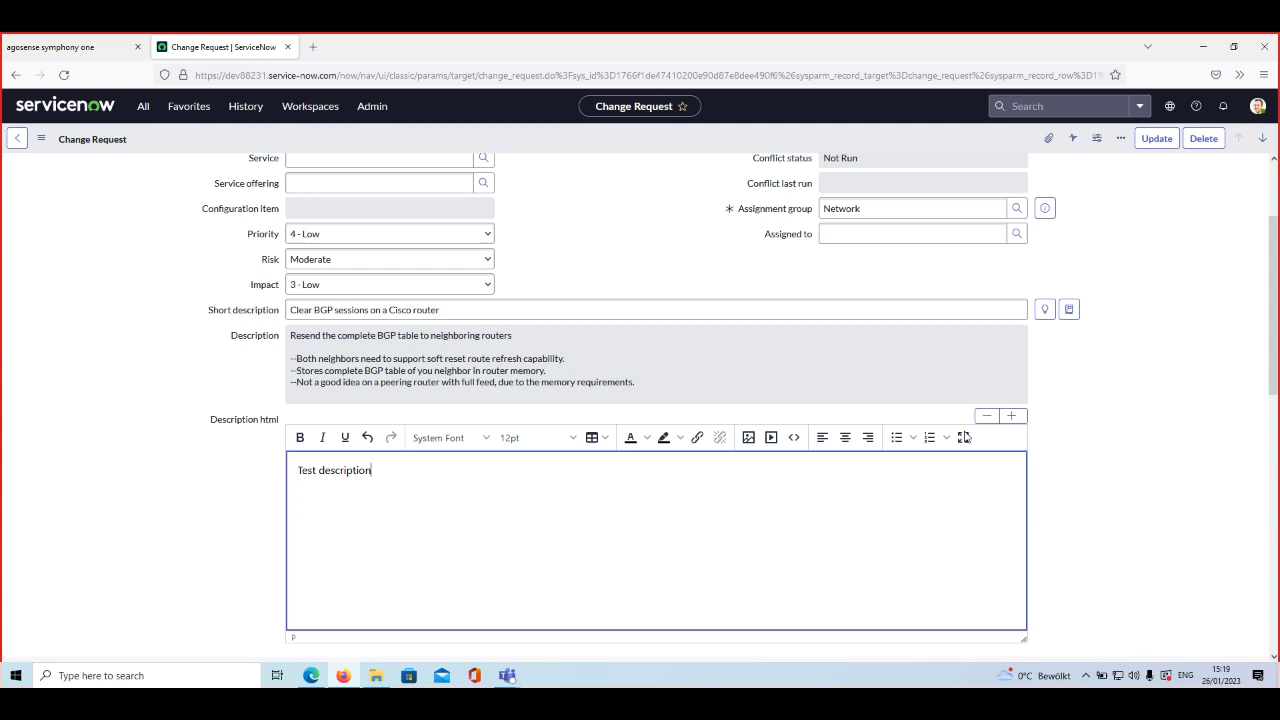 agosense symphony one
Change Request | ServiceNow
https://dev88231.service-now.com/now/nav/ui/classic/params/target/change_request.do%3Fsys_id%3D1766f1de47410200e90d87e8dee490f6%26sysparm_record_target%3Dchange_request%26sysparm_record_row%3D1%
servicenow All Favorites History Workspaces Admin Change Request Search
Change Request Update Delete
Service Conflict status Not Run
Service offering Conflict last run
Configuration item * Assignment group Network
Priority 4 - Low Assigned to
Risk Moderate
Impact 3 - Low
Short description Clear BGP sessions on a Cisco router
Description Resend the complete BGP table to neighboring routers
--Both neighbors need to support soft reset route refresh capability.
--Stores complete BGP table of you neighbor in router memory.
--Not a good idea on a peering router with full feed, due to the memory requirements.
Description html
B I U System Font 12pt A
Test description
P
Type here to search 0°C Bewölkt ENG 15:19
26/01/2023